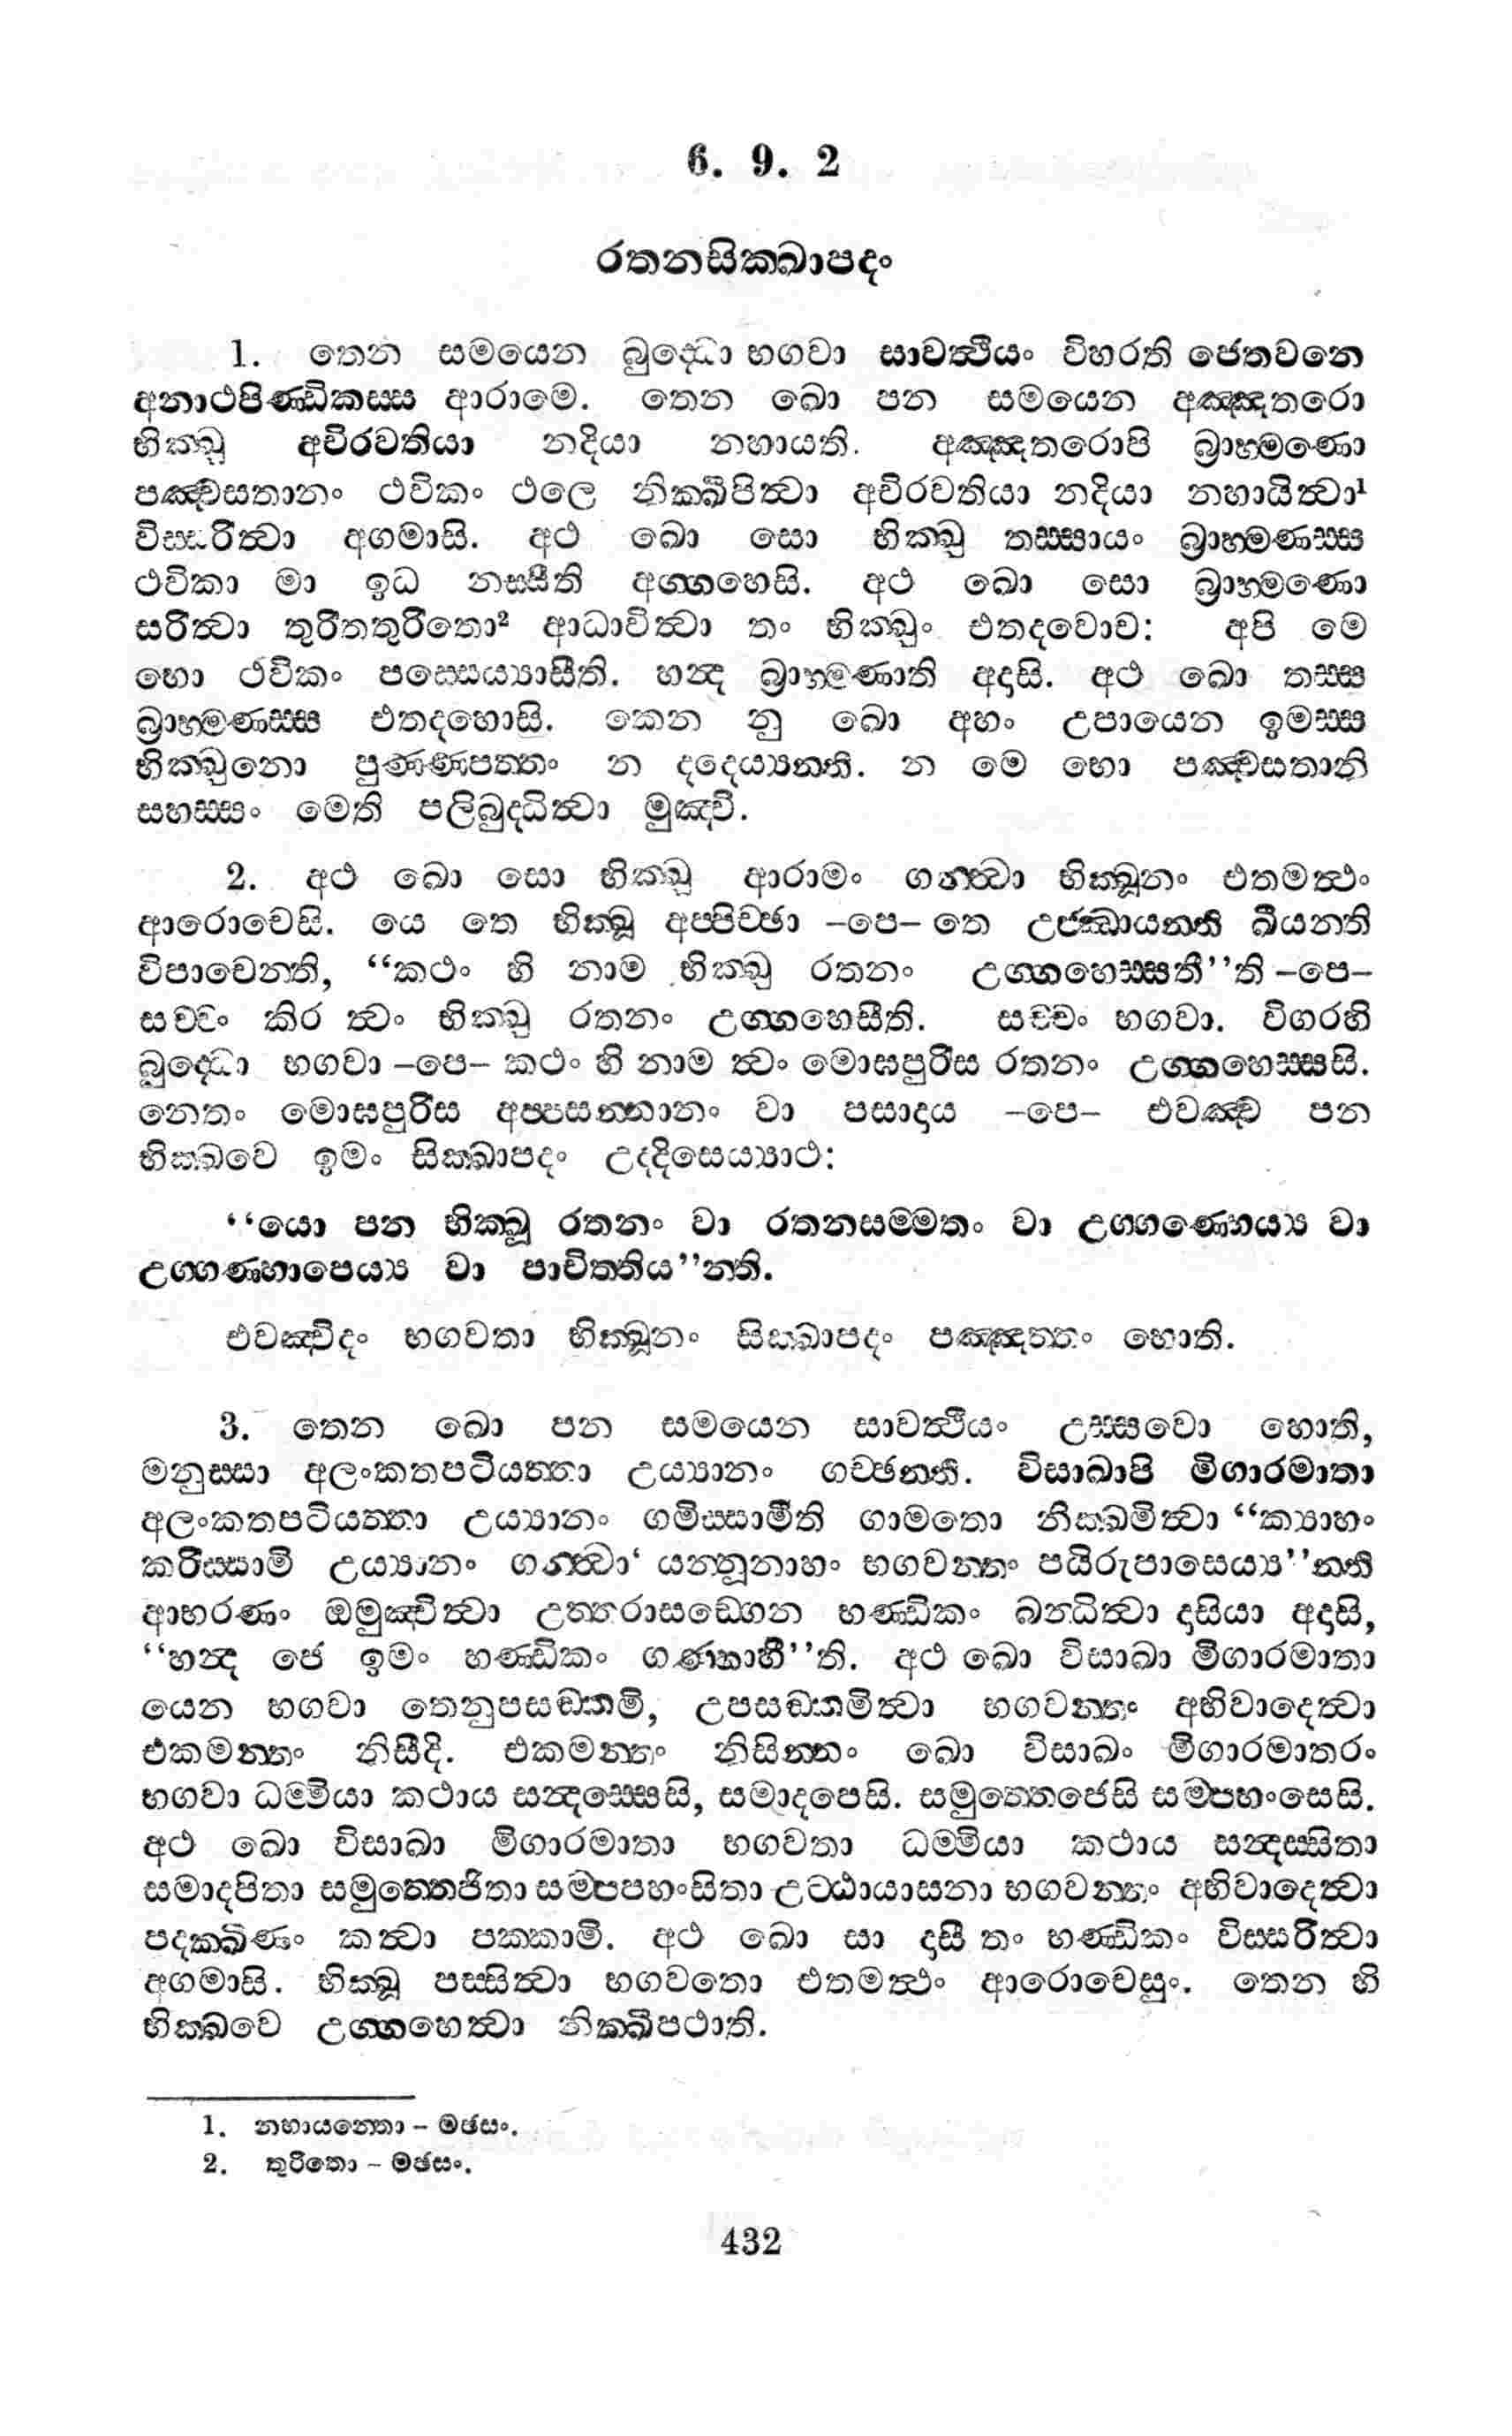 6. 9. 2
රතනසික්ඛාපදං
1. තෙන සමයෙන බුද්ධො භගවා සාවත්ථියං විහරති ජෙතවනෙ
අනාථපිණ්ඩිකස්ස ආරාමෙ. තෙන ඛො පන සමයෙන අඤ්ඤතරො
භික්ඛු අචිරවතියා නදියා නහායති. අඤ්ඤතරොපි බ්‍රාහ්මණො
පඤ්චසතානං ථවිකං ථලෙ නික්ඛිපිත්වා අචිරවතියා නදියා නහායිත්වා¹
විස්සරිත්වා අගමාසි. අථ ඛො සො භික්ඛු තස්සායං බ්‍රාහ්මණස්ස
ථවිකා මා ඉධ නස්සීති අග්ගහෙසි. අථ ඛො සො බ්‍රාහ්මණො
සරිත්වා තුරිතතුරිතො² ආධාවිත්වා තං භික්ඛුං එතදවොච: අපි මෙ
භො ථවිකං පස්සෙය්‍යාසීති. හන්ද බ්‍රාහ්මණාති අදාසි. අථ ඛො තස්ස
බ්‍රාහ්මණස්ස එතදහොසි. කෙන නු ඛො අහං උපායෙන ඉමස්ස
භික්ඛුනො පුණ්ණපත්තං න දදෙය්‍යන්ති. න මෙ භො පඤ්චසතානි
සහස්සං මෙති පලිබුද්ධිත්වා මුඤ්චි.
2. අථ ඛො සො භික්ඛු ආරාමං ගන්ත්වා භික්ඛූනං එතමත්ථං
ආරොචෙසි. යෙ තෙ භික්ඛූ අප්පිච්ඡා –පෙ– තෙ උජ්ඣායන්ති ඛීයන්ති
විපාචෙන්ති, “කථං හි නාම භික්ඛු රතනං උග්ගහෙස්සතී”ති –පෙ–
සච්චං කිර ත්වං භික්ඛු රතනං උග්ගහෙසීති. සච්චං භගවා. විගරහි
බුද්ධො භගවා –පෙ– කථං හි නාම ත්වං මොඝපුරිස රතනං උග්ගහෙස්සසි.
නෙතං මොඝපුරිස අප්පසන්නානං වා පසාදාය –පෙ– එවඤ්ච පන
භික්ඛවෙ ඉමං සික්ඛාපදං උද්දිසෙය්‍යාථ:
“යො පන භික්ඛූ රතනං වා රතනසම්මතං වා උග්ගණ්හෙය්‍ය වා
උග්ගණ්හාපෙය්‍ය වා පාචිත්තිය”න්ති.
එවඤ්චිදං භගවතා භික්ඛූනං සික්ඛාපදං පඤ්ඤත්තං හොති.
3. තෙන ඛො පන සමයෙන සාවත්ථියං උස්සවො හොති,
මනුස්සා අලංකතපටියත්තා උය්‍යානං ගච්ඡන්ති. විසාඛාපි මිගාරමාතා
අලංකතපටියත්තා උය්‍යානං ගමිස්සාමීති ගාමතො නික්ඛමිත්වා “ක්‍යාහං
කරිස්සාමි උය්‍යානං ගන්ත්වා‘ යන්නූනාහං භගවන්තං පයිරුපාසෙය්‍ය”න්ති
ආභරණං ඔමුඤ්චිත්වා උත්තරාසඞ්ගෙන භණ්ඩිකං බන්ධිත්වා දාසියා අදාසි,
“හන්ද ජෙ ඉමං භණ්ඩිකං ගණ්හාහී”ති. අථ ඛො විසාඛා මිගාරමාතා
යෙන භගවා තෙනුපසඞ්කමි, උපසඞ්කමිත්වා භගවන්තං අභිවාදෙත්වා
එකමන්තං නිසීදි. එකමන්තං නිසින්නං ඛො විසාඛං මිගාරමාතරං
භගවා ධම්මියා කථාය සන්දස්සෙසි, සමාදපෙසි. සමුත්තෙජෙසි සම්පහංසෙසි.
අථ ඛො විසාඛා මිගාරමාතා භගවතා ධම්මියා කථාය සන්දස්සිතා
සමාදපිතා සමුත්තෙජිතා සම්පපහංසිතා උට්ඨායාසනා භගවන්තං අභිවාදෙත්වා
පදක්ඛිණං කත්වා පක්කාමි. අථ ඛො සා දාසී තං භණ්ඩිකං විස්සරිත්වා
අගමාසි. භික්ඛූ පස්සිත්වා භගවතො එතමත්ථං ආරොචෙසුං. තෙන හි
භික්ඛවෙ උග්ගහෙත්වා නික්ඛිපථාති.
1. නහායන්තො – මඡසං.
2. තුරිතො – මඡසං.
432